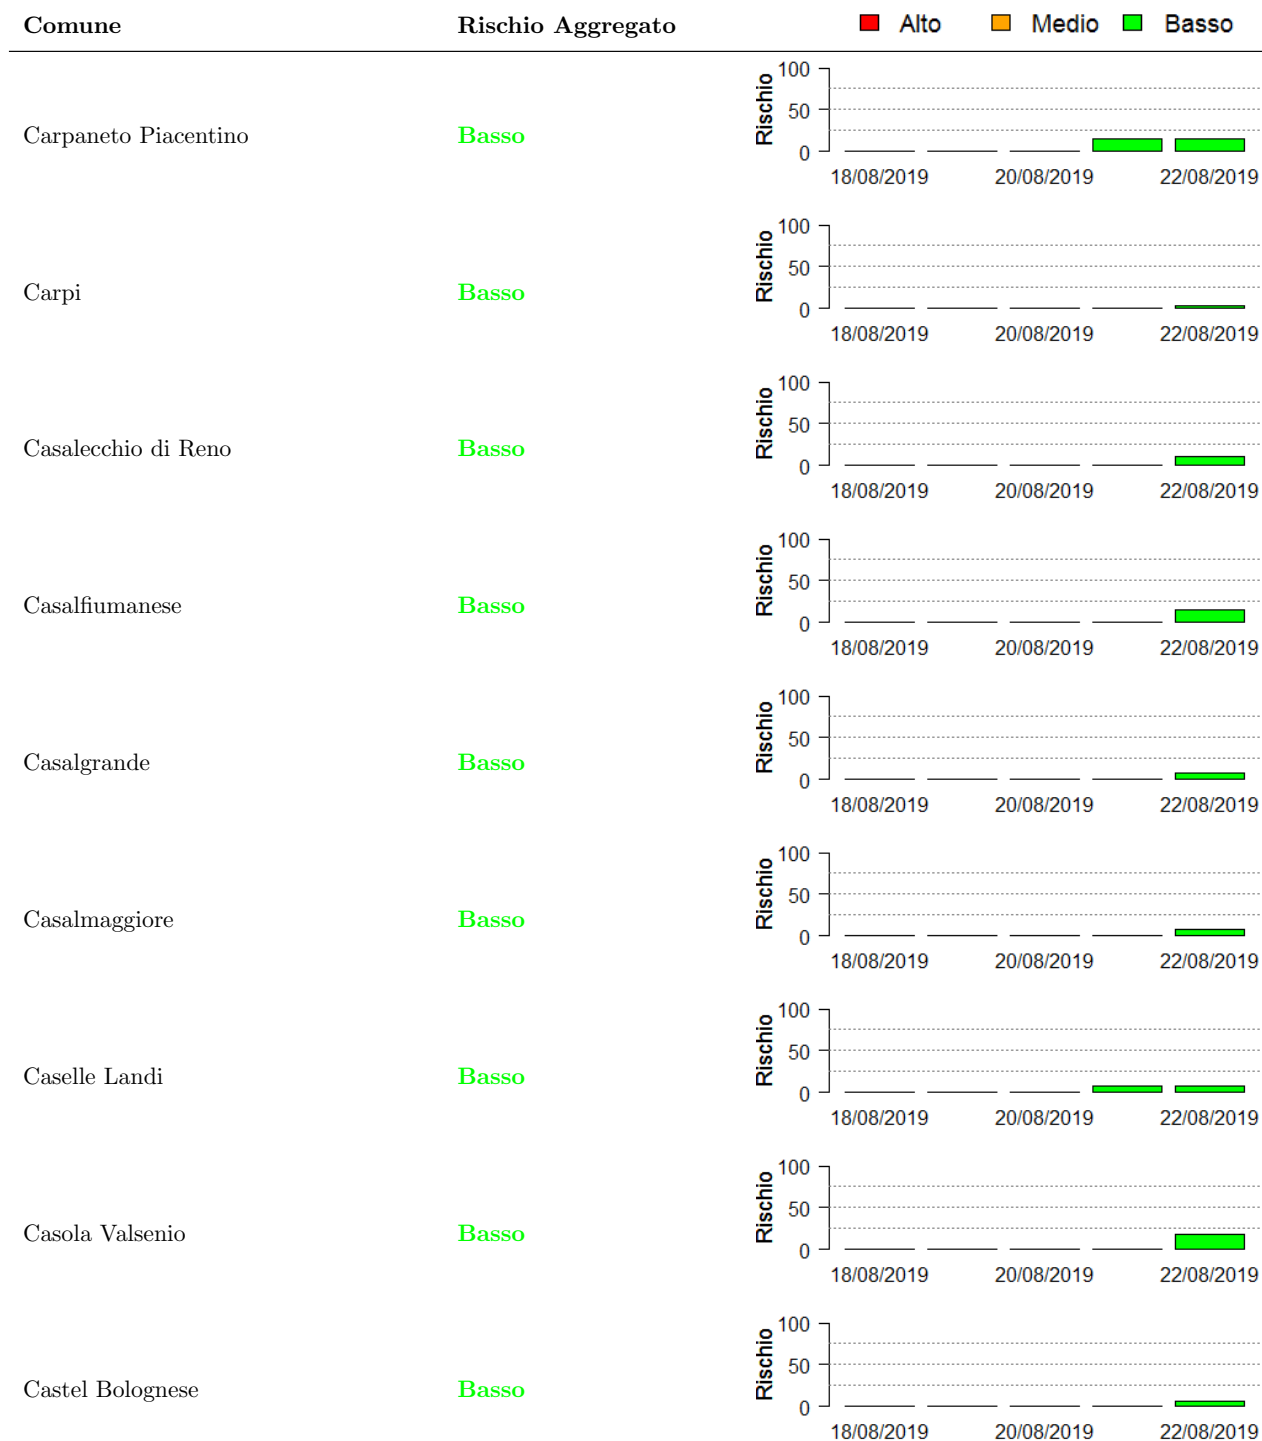 Comune Rischio Aggregato Alto Medio Basso
100
50
0
Rischio
Carpaneto Piacentino Basso
18/08/2019 20/08/2019 22/08/2019
100
50
0
Rischio
Carpi Basso
18/08/2019 20/08/2019 22/08/2019
100
50
0
Rischio
Casalecchio di Reno Basso
18/08/2019 20/08/2019 22/08/2019
100
50
0
Rischio
Casalfiumanese Basso
18/08/2019 20/08/2019 22/08/2019
100
50
0
Rischio
Casalgrande Basso
18/08/2019 20/08/2019 22/08/2019
100
50
0
Rischio
Casalmaggiore Basso
18/08/2019 20/08/2019 22/08/2019
100
50
0
Rischio
Caselle Landi Basso
18/08/2019 20/08/2019 22/08/2019
100
50
0
Rischio
Casola Valsenio Basso
18/08/2019 20/08/2019 22/08/2019
100
50
0
Rischio
Castel Bolognese Basso
18/08/2019 20/08/2019 22/08/2019